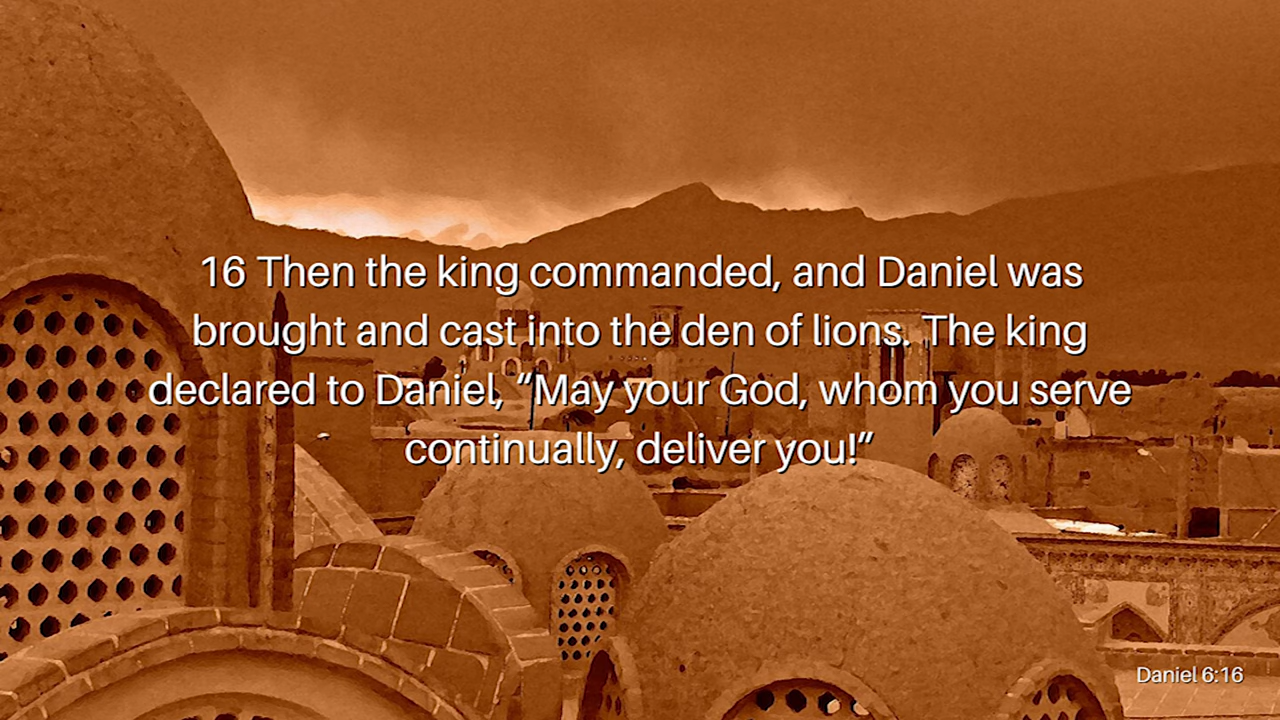 16 Then the king commanded, and Daniel was
brought and cast into the den of lions. The king
declared to Daniel, “May your God, whom you serve
continually, deliver you!”
Daniel 6:16